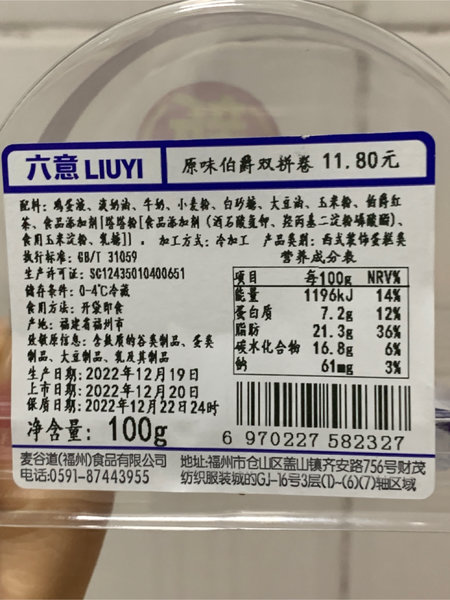 六意 LIUYI
原味伯爵双拼卷 11.80元
配料: 鸡蛋液、淡奶油、牛奶、小麦粉、白砂糖、大豆油、玉米粉、伯爵红
茶、食品添加剂[塔塔粉[食品添加剂 (酒石酸氢钾、羟丙基二淀粉磷酸酯)、
食用玉米淀粉、乳糖]]。 加工方式: 冷加工 产品类别: 西式装饰蛋糕类
执行标准: GB/T 31059
生产许可证: SC12435010400651
储存条件: 0-4℃冷藏
食用方法: 开袋即食
产地: 福建省福州市
致敏原信息: 含麸质的谷类制品、蛋类
制品、大豆制品、乳及其制品
生产日期: 2022年12月19日
上市日期: 2022年12月20日
保质日期: 2022年12月22日24时
净含量: 100g
营养成分表
项目 每100g NRV%
能量 1196kJ 14%
蛋白质 7.2g 12%
脂肪 21.3g 36%
碳水化合物 16.8g 6%
钠 61mg 3%
6 970227 582327
麦谷道(福州)食品有限公司
电话:0591-87443955
地址:福州市仓山区盖山镇齐安路756号财茂
纺织服装城的GJ-16号3层(1)-(6)(7)轴区域